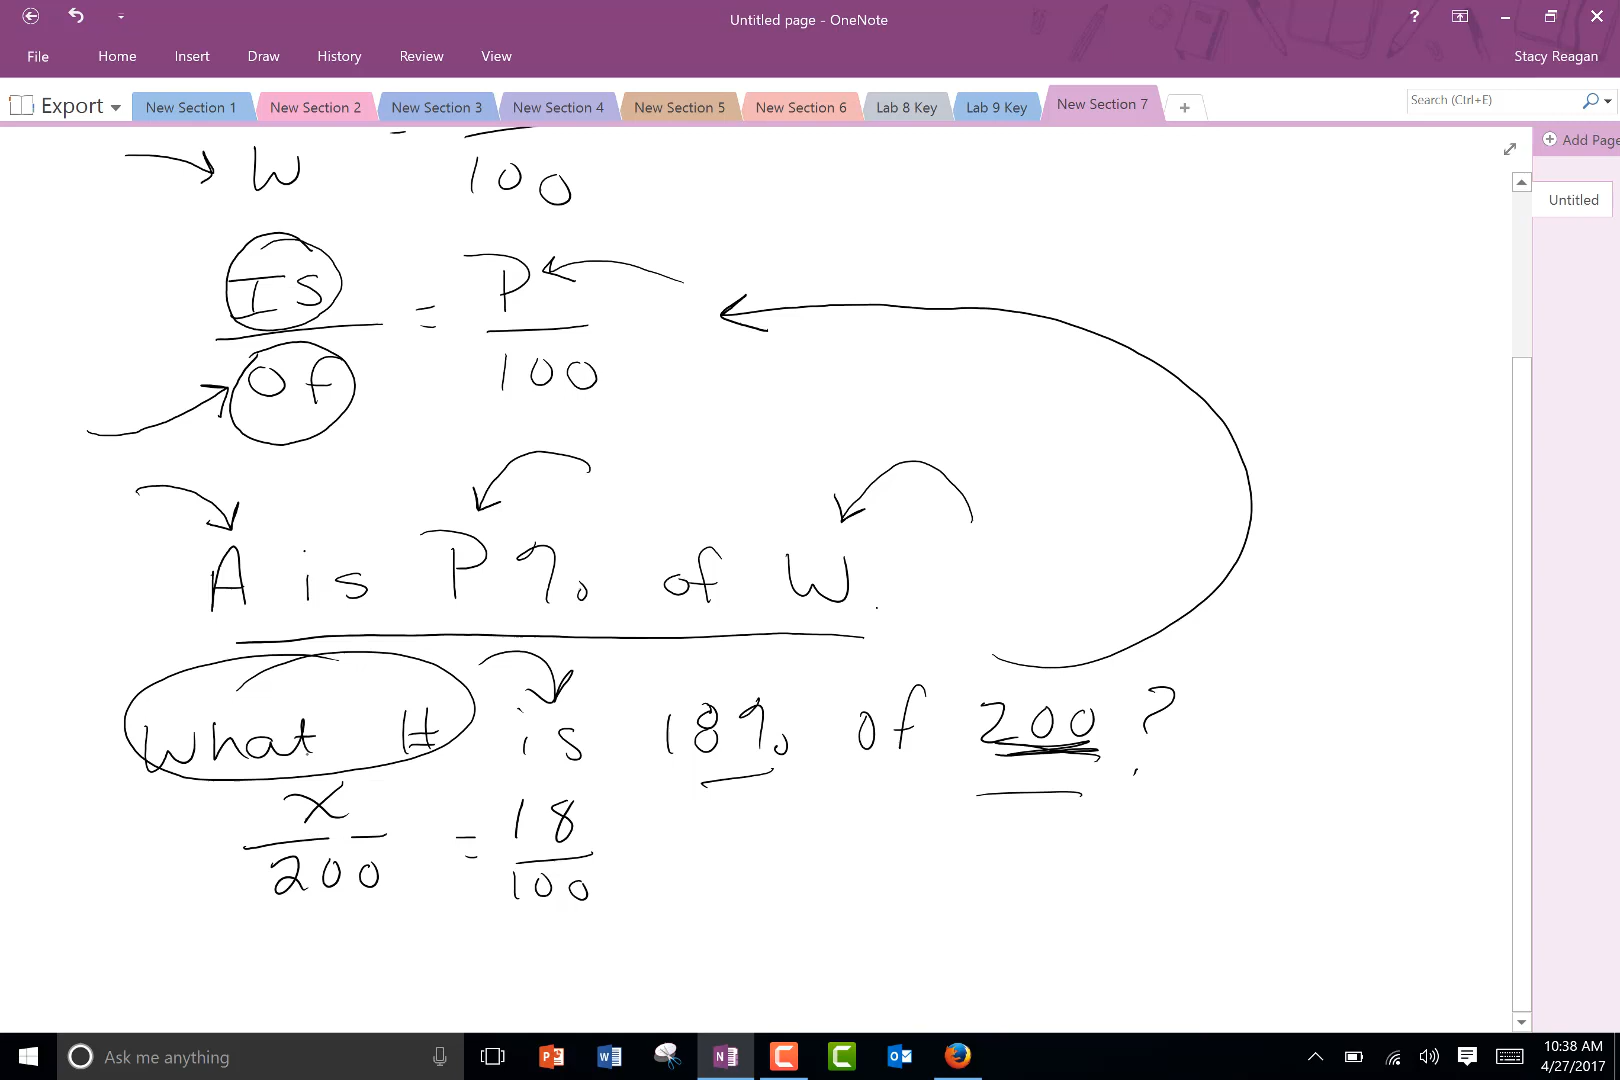 Untitled page - OneNote
?
File Home Insert Draw History Review View
Stacy Reagan
Export New Section 1 New Section 2 New Section 3 New Section 4 New Section 5 New Section 6 Lab 8 Key Lab 9 Key New Section 7 +
Search (Ctrl+E)
Add Page
Untitled
W = 100
Is = P
Of 100
A is P% of W.
What # is 18% of 200?
x = 18
200 100
Ask me anything
10:38 AM
4/27/2017